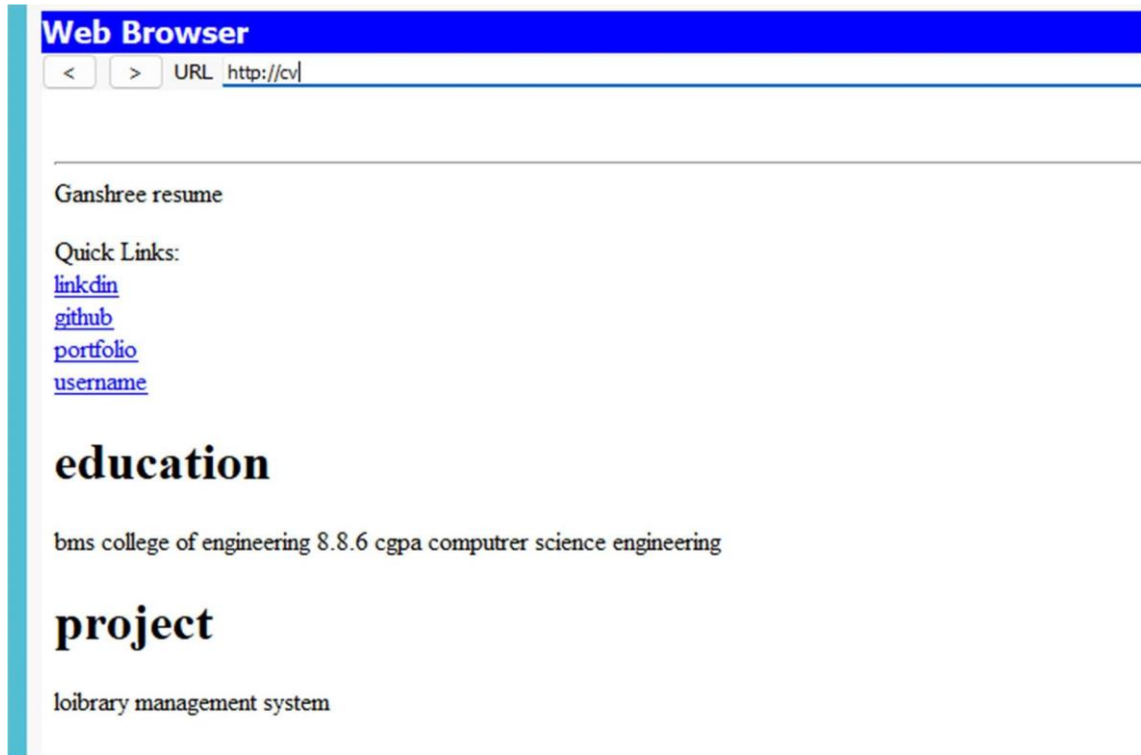 Web Browser
< > URL http://cv
Ganshree resume
Quick Links:
linkdin
github
portfolio
username
education
bms college of engineering 8.8.6 cgpa computrer science engineering
project
loibrary management system